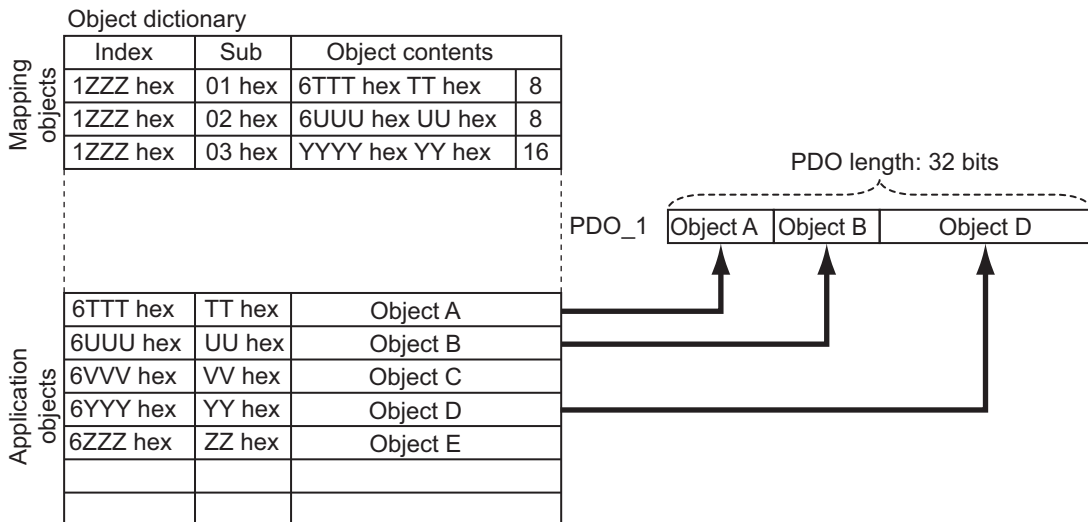 Object dictionary
Index Sub Object contents
Mapping objects
1ZZZ hex 01 hex 6TTT hex TT hex 8
1ZZZ hex 02 hex 6UUU hex UU hex 8
1ZZZ hex 03 hex YYYY hex YY hex 16
PDO length: 32 bits
PDO_1 Object A Object B Object D
Application objects
6TTT hex TT hex Object A
6UUU hex UU hex Object B
6VVV hex VV hex Object C
6YYY hex YY hex Object D
6ZZZ hex ZZ hex Object E